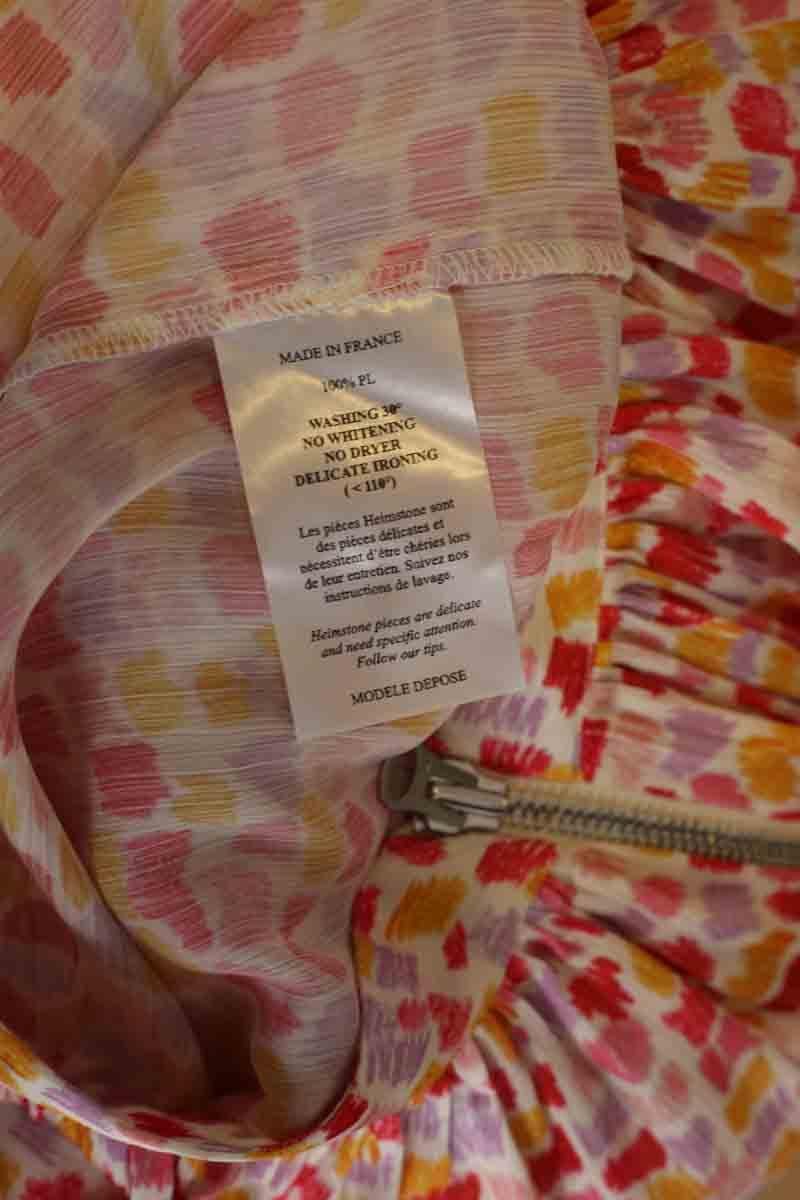 MADE IN FRANCE
100% PL
WASHING 30°
NO WHITENING
NO DRYER
DELICATE IRONING
(<110°)
Les pièces Heimstone sont
des pièces délicates et
nécessitent d'être chéries lors
de leur entretien. Suivez nos
instructions de lavage.
Heimstone pieces are delicate
and need specific attention.
Follow our tips.
MODELE DEPOSE